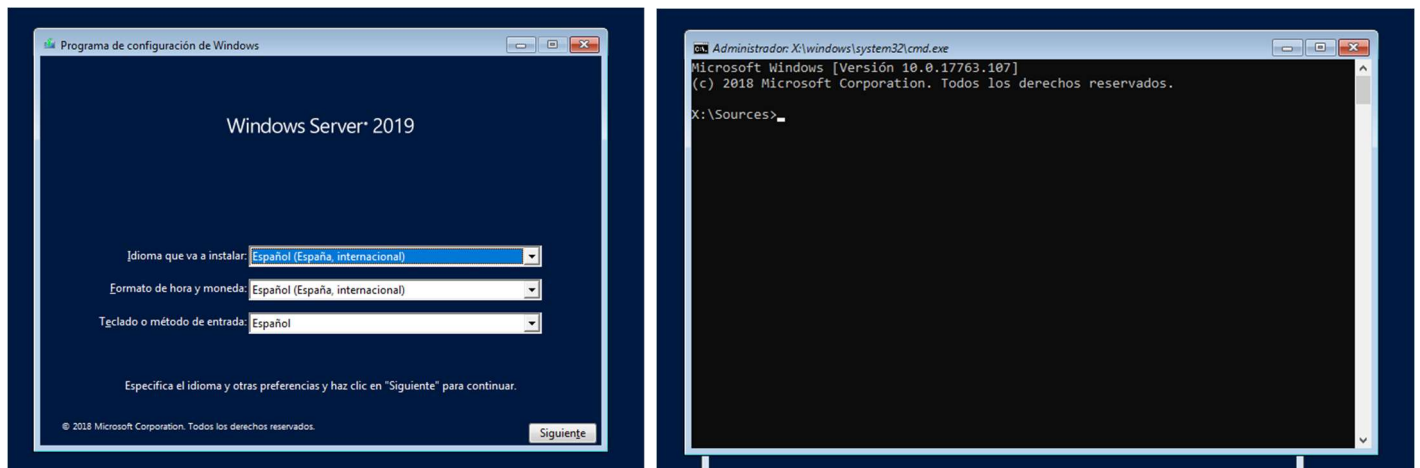 Programa de configuración de Windows
Windows Server 2019
Idioma que va a instalar: Español (España, internacional)
Formato de hora y moneda: Español (España, internacional)
Teclado o método de entrada: Español
Especifica el idioma y otras preferencias y haz clic en "Siguiente" para continuar.
© 2018 Microsoft Corporation. Todos los derechos reservados.
Siguiente
Administrador: X:\windows\system32\cmd.exe
Microsoft Windows [Versión 10.0.17763.107]
(c) 2018 Microsoft Corporation. Todos los derechos reservados.
X:\Sources>